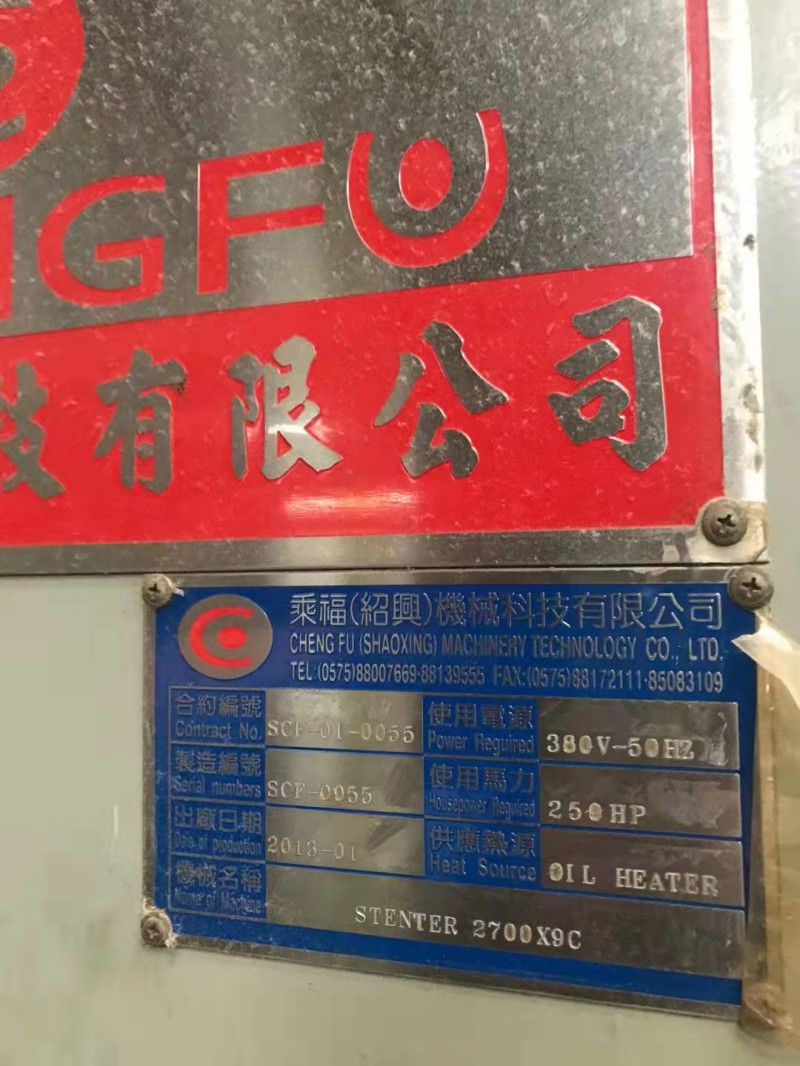 NGFU
技有限公司
乘福(紹興)機械科技有限公司
CHENG FU (SHAOXING) MACHINERY TECHNOLOGY CO., LTD.
TEL:(0575)88007669·88139555 FAX:(0575)88172111·85083109
合約編號 Contract No. SCF-01-0055
使用電源 Power Reguired 380V-50HZ
製造編號 Serial numbers SCF-0055
使用馬力 Housepower Reguired 250HP
出廠日期 Date of production 2013-01
供應熱源 Heat Source OIL HEATER
機械名稱 Name of Machine STENTER 2700X9C